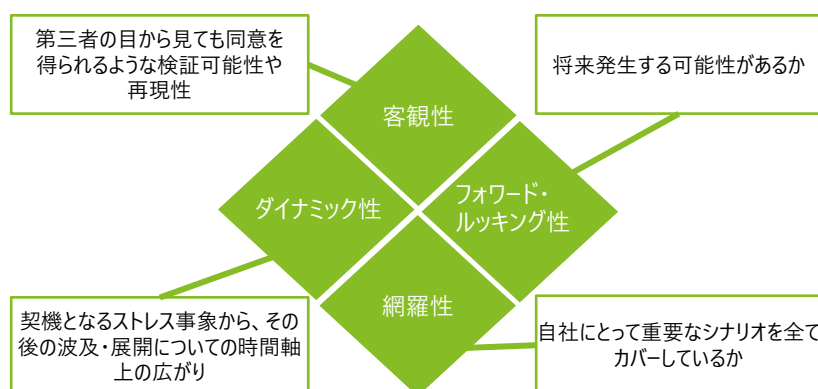 第三者の目から見ても同意を
得られるような検証可能性や
再現性
将来発生する可能性があるか
客観性
ダイナミック性
フォワード・
ルッキング性
網羅性
契機となるストレス事象から、その
後の波及・展開についての時間軸
上の広がり
自社にとって重要なシナリオを全て
カバーしているか